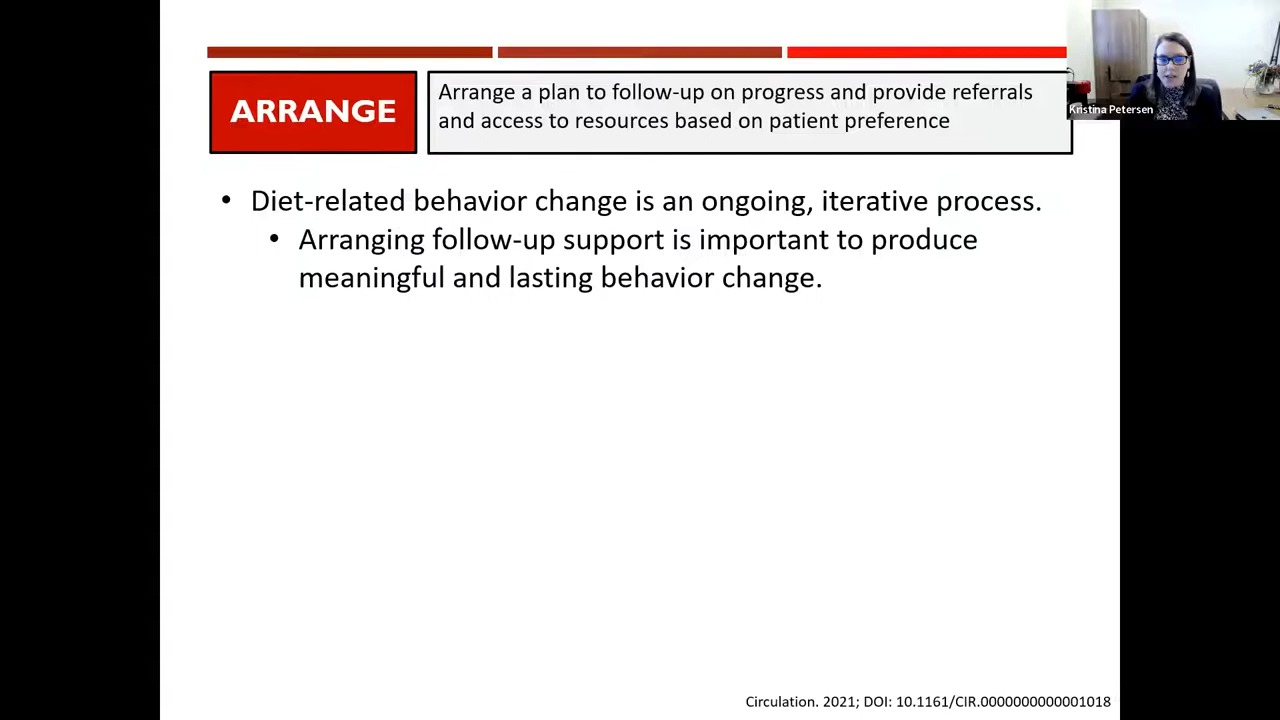 ARRANGE
Arrange a plan to follow-up on progress and provide referrals
and access to resources based on patient preference
Kristina Petersen
• Diet-related behavior change is an ongoing, iterative process.
• Arranging follow-up support is important to produce
meaningful and lasting behavior change.
Circulation. 2021; DOI: 10.1161/CIR.0000000000001018